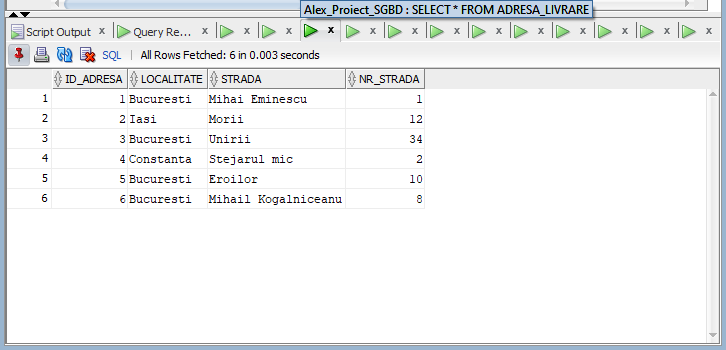 Alex_Proiect_SGBD : SELECT * FROM ADRESA_LIVRARE
Script Output x Query Re... x x x x x x x x x x x x x x
SQL | All Rows Fetched: 6 in 0.003 seconds
ID_ADRESA LOCALITATE STRADA NR_STRADA
1 1 Bucuresti Mihai Eminescu 1
2 2 Iasi Morii 12
3 3 Bucuresti Unirii 34
4 4 Constanta Stejarul mic 2
5 5 Bucuresti Eroilor 10
6 6 Bucuresti Mihail Kogalniceanu 8